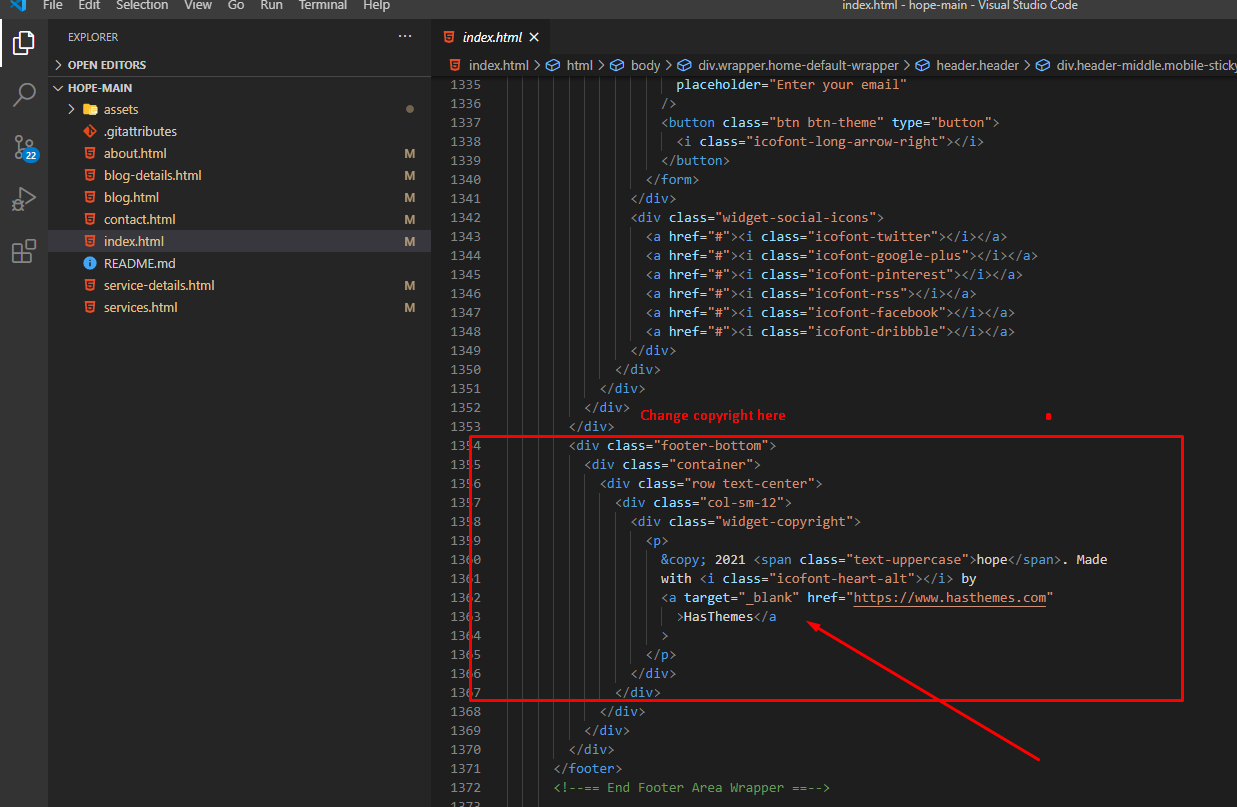 File Edit Selection View Go Run Terminal Help index.html - hope-main - Visual Studio Code
EXPLORER ...
OPEN EDITORS
HOPE-MAIN
assets
.gitattributes
about.html M
blog-details.html M
blog.html M
contact.html M
index.html M
README.md
service-details.html M
services.html M
22
index.html
index.html > html > body > div.wrapper.home-default-wrapper > header.header > div.header-middle.mobile-sticky
1335 placeholder="Enter your email"
1336 />
1337 <button class="btn btn-theme" type="button">
1338 <i class="icofont-long-arrow-right"></i>
1339 </button>
1340 </form>
1341 </div>
1342 <div class="widget-social-icons">
1343 <a href="#"><i class="icofont-twitter"></i></a>
1344 <a href="#"><i class="icofont-google-plus"></i></a>
1345 <a href="#"><i class="icofont-pinterest"></i></a>
1346 <a href="#"><i class="icofont-rss"></i></a>
1347 <a href="#"><i class="icofont-facebook"></i></a>
1348 <a href="#"><i class="icofont-dribbble"></i></a>
1349 </div>
1350 </div>
1351 </div>
1352 </div>
Change copyright here
1353 </div>
1354 <div class="footer-bottom">
1355 <div class="container">
1356 <div class="row text-center">
1357 <div class="col-sm-12">
1358 <div class="widget-copyright">
1359 <p>
1360 &copy; 2021 <span class="text-uppercase">hope</span>. Made
1361 with <i class="icofont-heart-alt"></i> by
1362 <a target="_blank" href="https://www.hasthemes.com"
1363 >HasThemes</a
1364 >
1365 </p>
1366 </div>
1367 </div>
1368 </div>
1369 </div>
1370 </div>
1371 </footer>
1372 <!--== End Footer Area Wrapper ==-->
1373